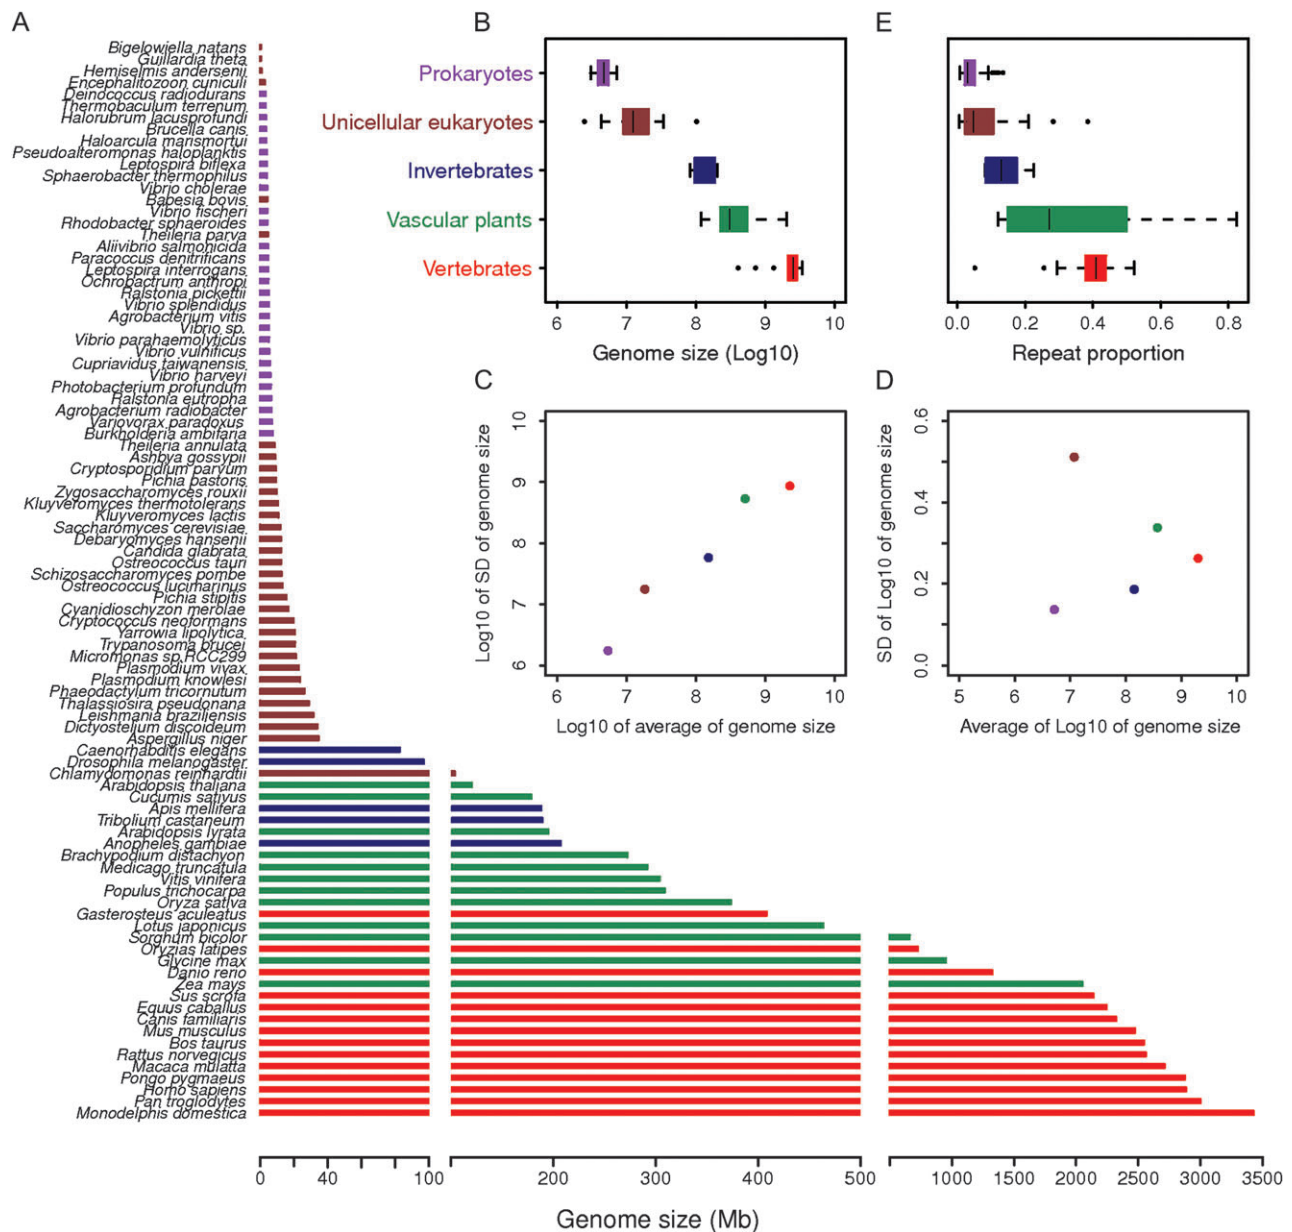 A
Bigelowiella natans
Guillardia theta
Hemiselmis andersenii
Encephalitozoon cuniculi
Deinococcus radiodurans
Thermobaculum terrenum
Halorubrum lacusprofundi
Brucella canis
Haloarcula marismortui
Pseudoalteromonas haloplanktis
Leptospira biflexa
Sphaerobacter thermophilus
Vibrio cholerae
Babesia bovis
Vibrio fischeri
Rhodobacter sphaeroides
Theileria parva
Aliivibrio salmonicida
Paracoccus denitrificans
Leptospira interrogans
Ochrobactrum anthropi
Ralstonia pickettii
Vibrio splendidus
Agrobacterium vitis
Vibrio sp.
Vibrio parahaemolyticus
Vibrio vulnificus
Cupriavidus taiwanensis
Vibrio harveyi
Photobacterium profundum
Ralstonia eutropha
Agrobacterium radiobacter
Variovorax paradoxus
Burkholderia ambifaria
Theileria annulata
Ashbya gossypii
Cryptosporidium parvum
Pichia pastoris
Zygosaccharomyces rouxii
Kluyveromyces thermotolerans
Kluyveromyces lactis
Saccharomyces cerevisiae
Debaryomyces hansenii
Candida glabrata
Ostreococcus tauri
Schizosaccharomyces pombe
Ostreococcus lucimarinus
Pichia stipitis
Cyanidioschyzon merolae
Cryptococcus neoformans
Yarrowia lipolytica
Trypanosoma brucei
Micromonas sp.RCC299
Plasmodium vivax
Plasmodium knowlesi
Phaeodactylum tricornutum
Thalassiosira pseudonana
Leishmania braziliensis
Dictyostelium discoideum
Aspergillus niger
Caenorhabditis elegans
Drosophila melanogaster
Chlamydomonas reinhardtii
Arabidopsis thaliana
Cucumis sativus
Apis mellifera
Tribolium castaneum
Arabidopsis lyrata
Anopheles gambiae
Brachypodium distachyon
Medicago truncatula
Vitis vinifera
Populus trichocarpa
Oryza sativa
Gasterosteus aculeatus
Lotus japonicus
Sorghum bicolor
Oryzias latipes
Glycine max
Danio rerio
Zea mays
Sus scrofa
Equus caballus
Canis familiaris
Mus musculus
Bos taurus
Rattus norvegicus
Macaca mulatta
Pongo pygmaeus
Homo sapiens
Pan troglodytes
Monodelphis domestica
0 40 100 200 300 400 500 1000 1500 2000 2500 3000 3500
Genome size (Mb)
B
Prokaryotes
Unicellular eukaryotes
Invertebrates
Vascular plants
Vertebrates
6 7 8 9 10
Genome size (Log10)
E
0.0 0.2 0.4 0.6 0.8
Repeat proportion
C
Log10 of SD of genome size
10
9
8
7
6
6 7 8 9 10
Log10 of average of genome size
D
SD of Log10 of genome size
0.6
0.4
0.2
0.0
5 6 7 8 9 10
Average of Log10 of genome size